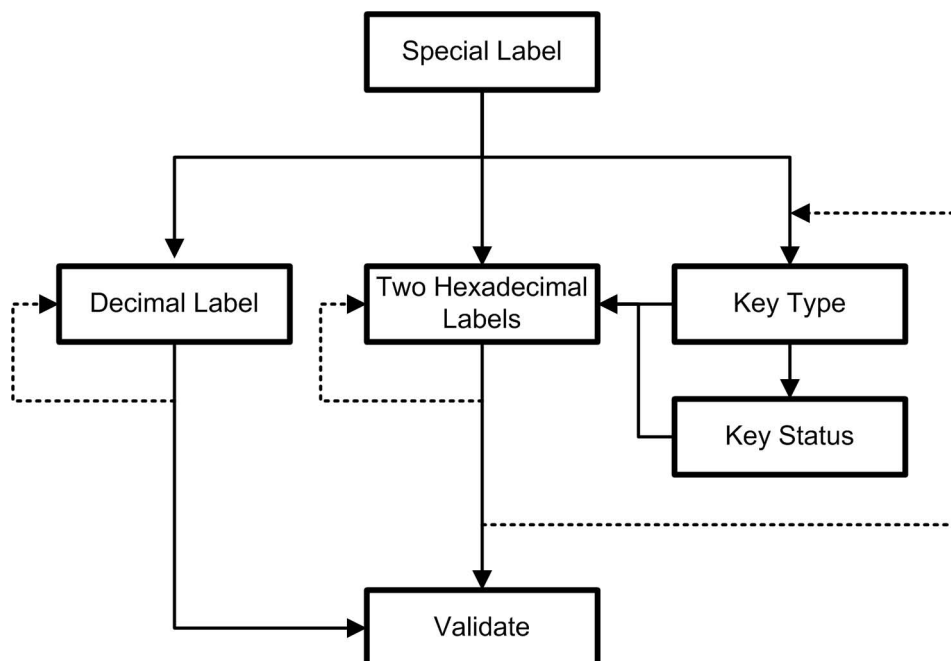 Special Label
Decimal Label
Two Hexadecimal
Labels
Key Type
Key Status
Validate